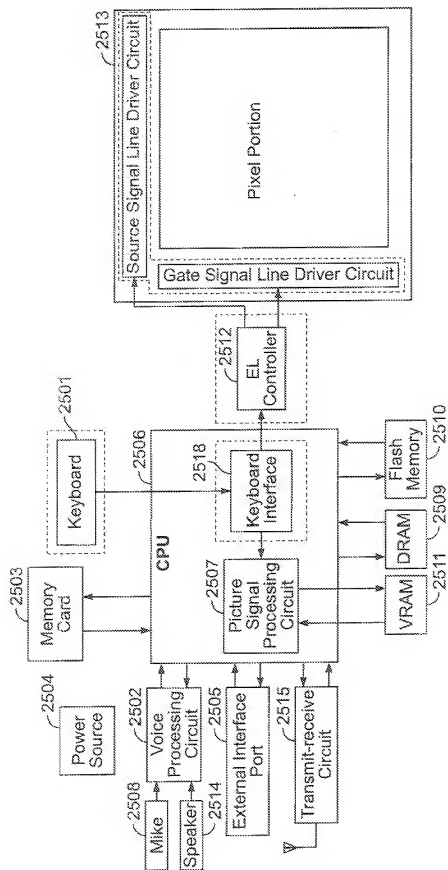 2504
Power
Source
2503
Memory
Card
2501
Keyboard
2513
Source Signal Line Driver Circuit
Gate Signal Line Driver Circuit
Pixel Portion
2508
Mike
Speaker
2514
2502
Voice
Processing
Circuit
2506
CPU
2518
Keyboard
Interface
2512
EL
Controller
2505
External Interface
Port
2507
Picture
Signal
Processing
Circuit
2515
Transmit-receive
Circuit
VRAM
2511
DRAM
2509
Flash
Memory
2510